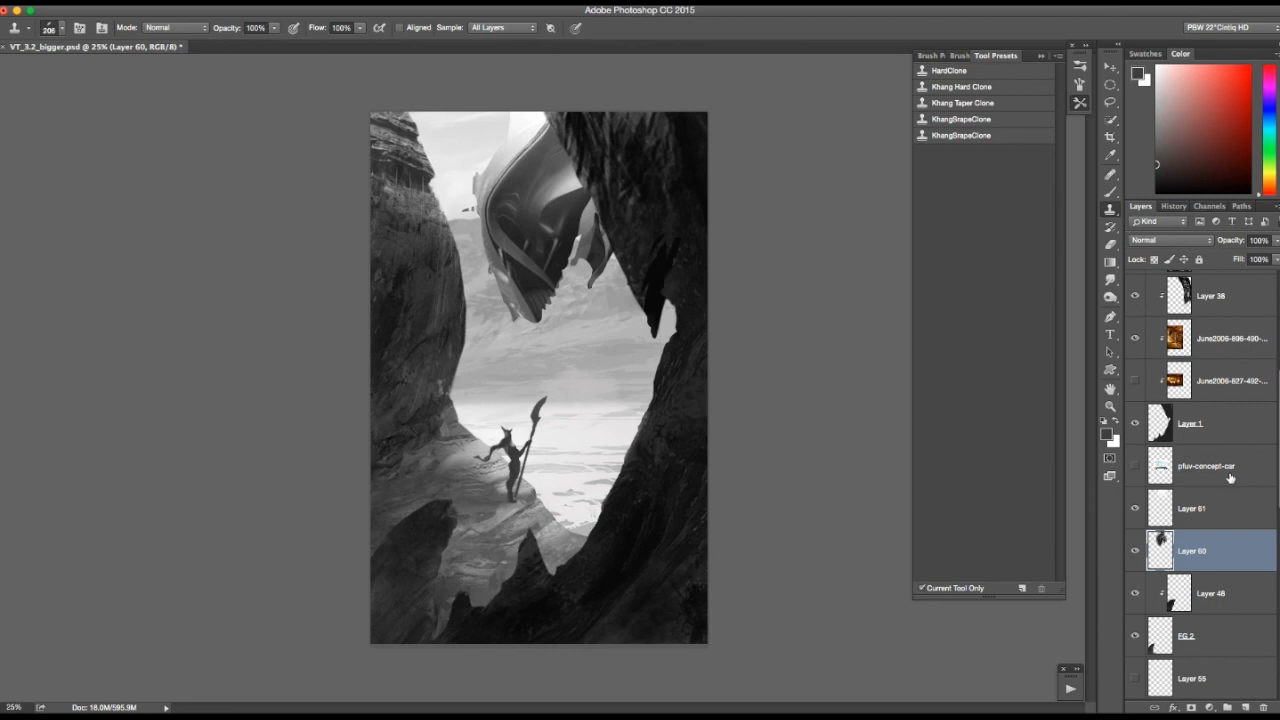 Adobe Photoshop CC 2015
206 Mode: Normal Opacity: 100% Flow: 100% Aligned Sample: All Layers PBW 22"Cintiq HD
VT_3.2_bigger.psd @ 25% (Layer 60, RGB/8) *
Brush P Brush Tool Presets
HardClone
Khang Hard Clone
Khang Taper Clone
KhangSrapeClone
KhangSrapeClone
Current Tool Only
Swatches Color
Layers History Channels Paths
Kind
Normal Opacity: 100%
Lock: Fill: 100%
Layer 38
June2006-898-490-...
June2006-627-492-...
Layer 1
pfuv-concept-car
Layer 61
Layer 60
Layer 48
FG 2
Layer 55
25% Doc: 18.0M/595.9M